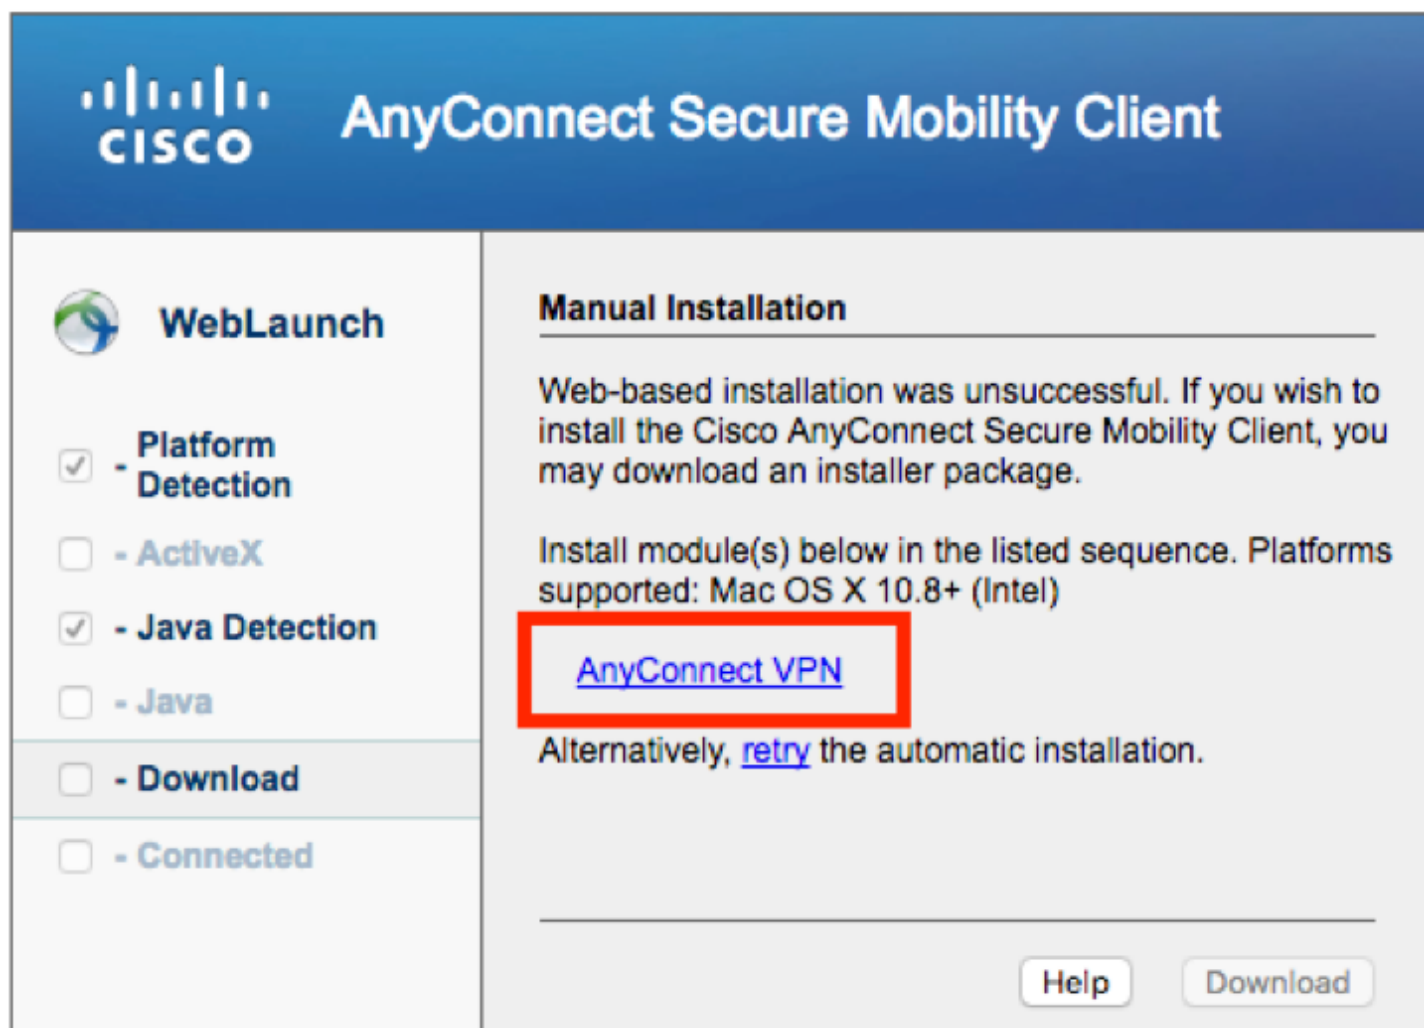 CISCO
AnyConnect Secure Mobility Client
WebLaunch
- Platform
Detection
- ActiveX
- Java Detection
- Java
- Download
- Connected
Manual Installation
Web-based installation was unsuccessful. If you wish to
install the Cisco AnyConnect Secure Mobility Client, you
may download an installer package.
Install module(s) below in the listed sequence. Platforms
supported: Mac OS X 10.8+ (Intel)
AnyConnect VPN
Alternatively, retry the automatic installation.
Help
Download